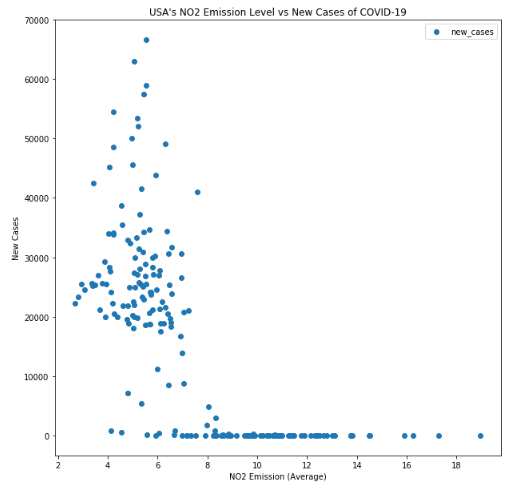 USA's NO2 Emission Level vs New Cases of COVID-19
new_cases
70000
60000
50000
40000
30000
20000
10000
0
New Cases
2 4 6 8 10 12 14 16 18
NO2 Emission (Average)